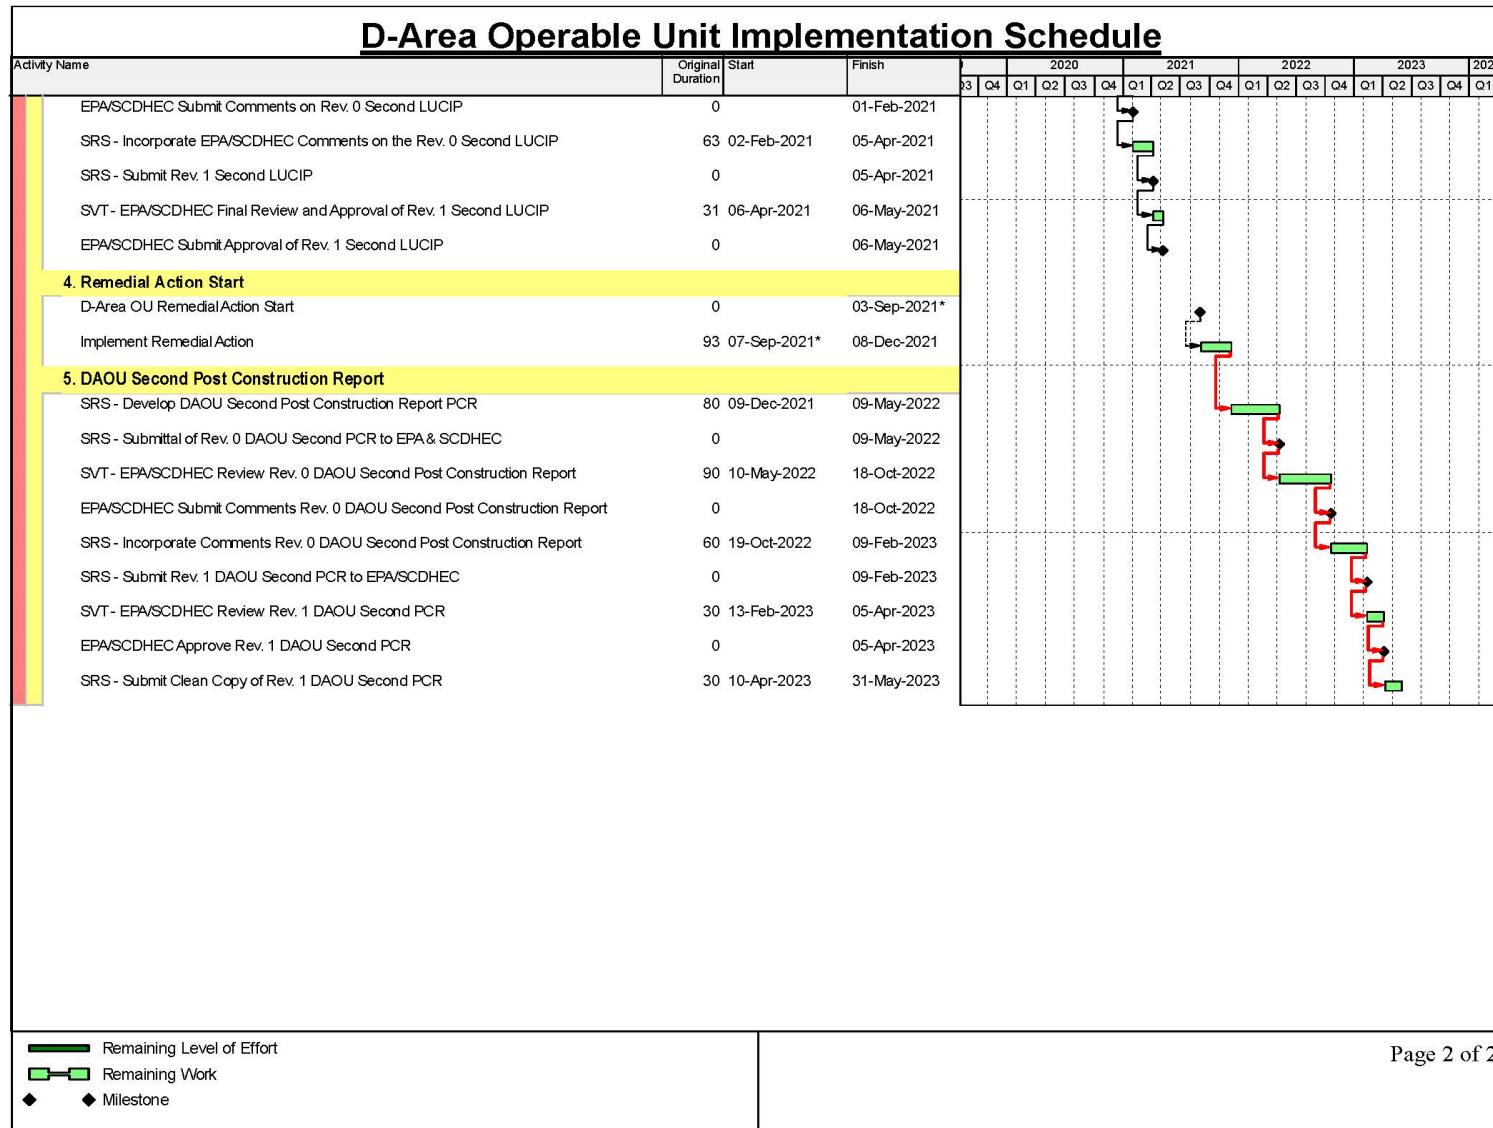 D-Area Operable Unit Implementation Schedule
Activity Name Original Duration Start Finish 2020 2021 2022 2023 202
Q3 Q4 Q1 Q2 Q3 Q4 Q1 Q2 Q3 Q4 Q1 Q2 Q3 Q4 Q1 Q2 Q3 Q4 Q1
EPA/SCDHEC Submit Comments on Rev. 0 Second LUCIP 0 01-Feb-2021
SRS - Incorporate EPA/SCDHEC Comments on the Rev. 0 Second LUCIP 63 02-Feb-2021 05-Apr-2021
SRS - Submit Rev. 1 Second LUCIP 0 05-Apr-2021
SVT - EPA/SCDHEC Final Review and Approval of Rev. 1 Second LUCIP 31 06-Apr-2021 06-May-2021
EPA/SCDHEC Submit Approval of Rev. 1 Second LUCIP 0 06-May-2021
4. Remedial Action Start
D-Area OU Remedial Action Start 0 03-Sep-2021*
Implement Remedial Action 93 07-Sep-2021* 08-Dec-2021
5. DAOU Second Post Construction Report
SRS - Develop DAOU Second Post Construction Report PCR 80 09-Dec-2021 09-May-2022
SRS - Submittal of Rev. 0 DAOU Second PCR to EPA & SCDHEC 0 09-May-2022
SVT - EPA/SCDHEC Review Rev. 0 DAOU Second Post Construction Report 90 10-May-2022 18-Oct-2022
EPA/SCDHEC Submit Comments Rev. 0 DAOU Second Post Construction Report 0 18-Oct-2022
SRS - Incorporate Comments Rev. 0 DAOU Second Post Construction Report 60 19-Oct-2022 09-Feb-2023
SRS - Submit Rev. 1 DAOU Second PCR to EPA/SCDHEC 0 09-Feb-2023
SVT - EPA/SCDHEC Review Rev. 1 DAOU Second PCR 30 13-Feb-2023 05-Apr-2023
EPA/SCDHEC Approve Rev. 1 DAOU Second PCR 0 05-Apr-2023
SRS - Submit Clean Copy of Rev. 1 DAOU Second PCR 30 10-Apr-2023 31-May-2023
Remaining Level of Effort
Remaining Work
Milestone
Page 2 of 2